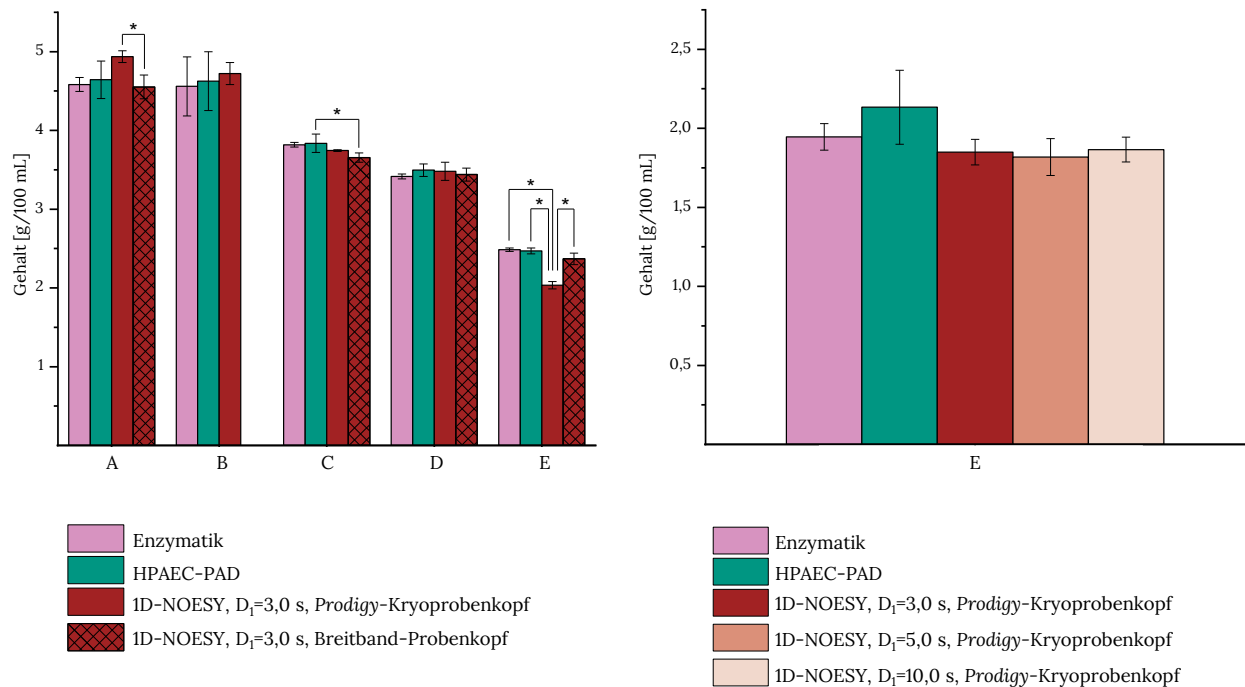 Gehalt [g/100 mL]
5
4
3
2
1
*
*
*
*
*
A B C D E
Enzymatik
HPAEC-PAD
1D-NOESY, D₁=3,0 s, Prodigy-Kryoprobenkopf
1D-NOESY, D₁=3,0 s, Breitband-Probenkopf
Gehalt [g/100 mL]
2,5
2,0
1,5
1,0
0,5
E
Enzymatik
HPAEC-PAD
1D-NOESY, D₁=3,0 s, Prodigy-Kryoprobenkopf
1D-NOESY, D₁=5,0 s, Prodigy-Kryoprobenkopf
1D-NOESY, D₁=10,0 s, Prodigy-Kryoprobenkopf